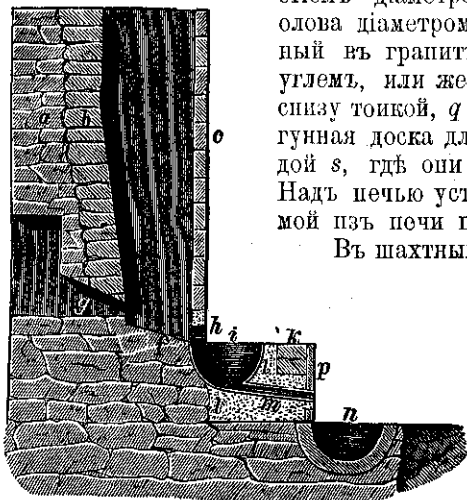 олова діаметром
ный въ гранит
углемъ, или же
снизу топкой, q
гунная доска дл
дой s, гдѣ они
Надъ печью уст
мой изъ печи п
Въ шахтны
a
b
o
g
h
i
k
l
l
m
p
n